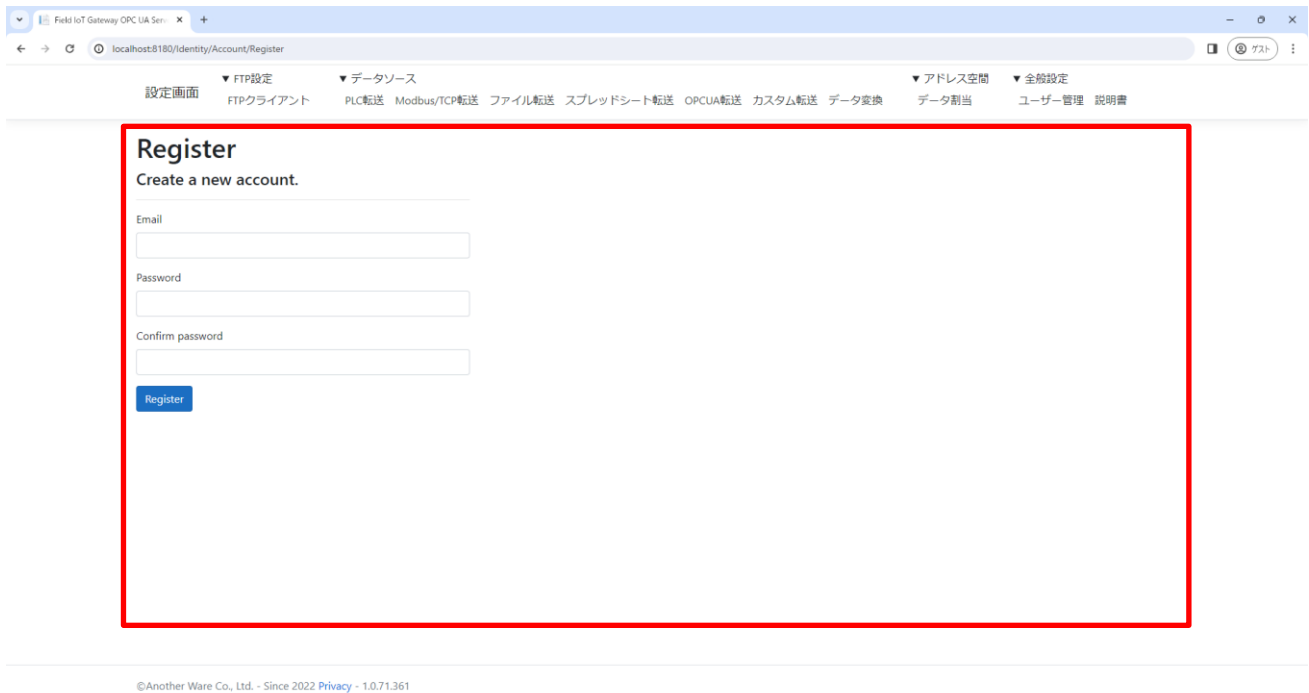 Field IoT Gateway OPC UA Serv
localhost:8180/Identity/Account/Register
ゲスト
設定画面
▼ FTP設定
▼ データソース
▼ アドレス空間
▼ 全般設定
FTPクライアント
PLC転送 Modbus/TCP転送 ファイル転送 スプレッドシート転送 OPCUA転送 カスタム転送 データ変換
データ割当
ユーザー管理 説明書
Register
Create a new account.
Email
Password
Confirm password
Register
©Another Ware Co., Ltd. - Since 2022 Privacy - 1.0.71.361